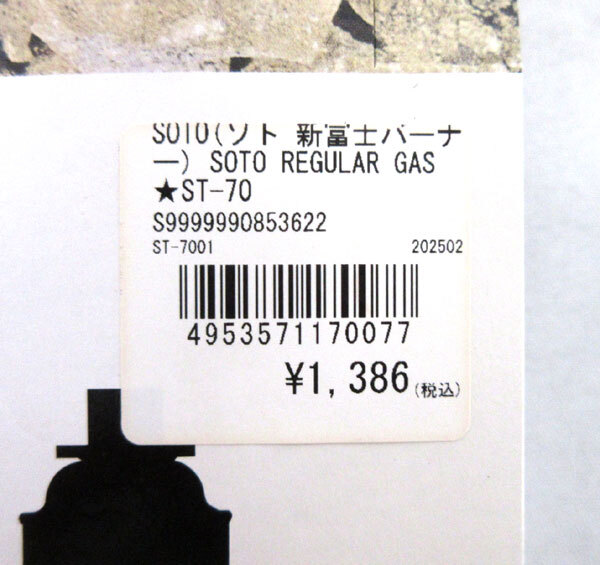 SOTO(ソト 新富士バーナ
ー) SOTO REGULAR GAS
★ST-70
S9999990853622
ST-7001 202502
4953571170077
¥1,386(税込)